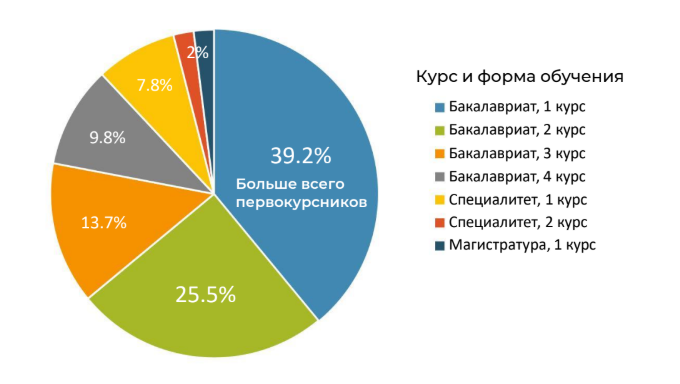 2%
7.8%
9.8%
39.2%
Больше всего
первокурсников
13.7%
25.5%
Курс и форма обучения
Бакалавриат, 1 курс
Бакалавриат, 2 курс
Бакалавриат, 3 курс
Бакалавриат, 4 курс
Специалитет, 1 курс
Специалитет, 2 курс
Магистратура, 1 курс